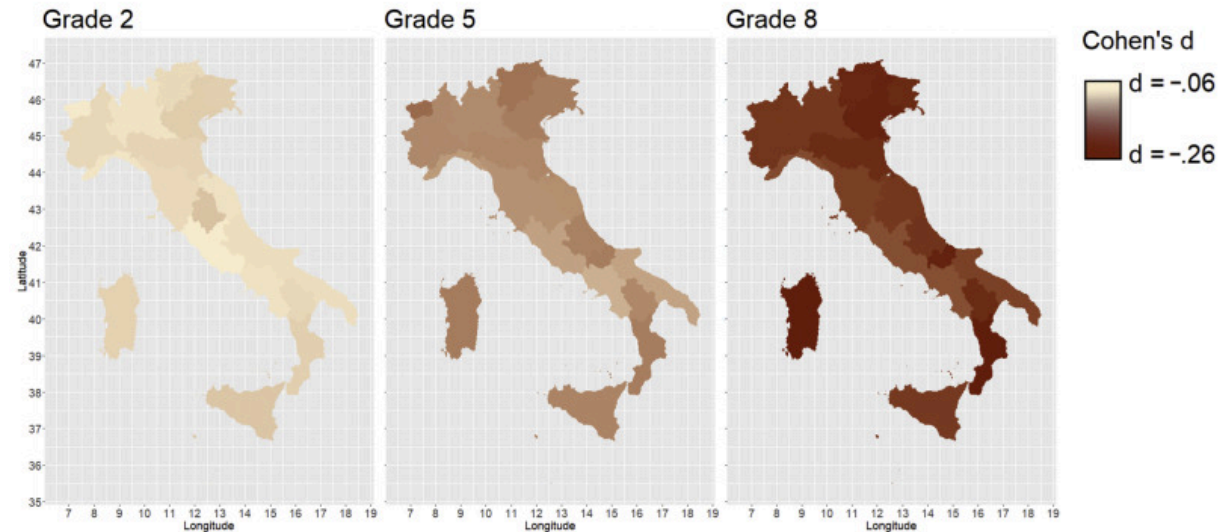 Grade 2
Grade 5
Grade 8
Cohen's d
d = -.06
d = -.26
47
46
45
44
43
42
41
40
39
38
37
36
35
Latitude
7 8 9 10 11 12 13 14 15 16 17 18 19
Longitude
7 8 9 10 11 12 13 14 15 16 17 18 19
Longitude
7 8 9 10 11 12 13 14 15 16 17 18 19
Longitude